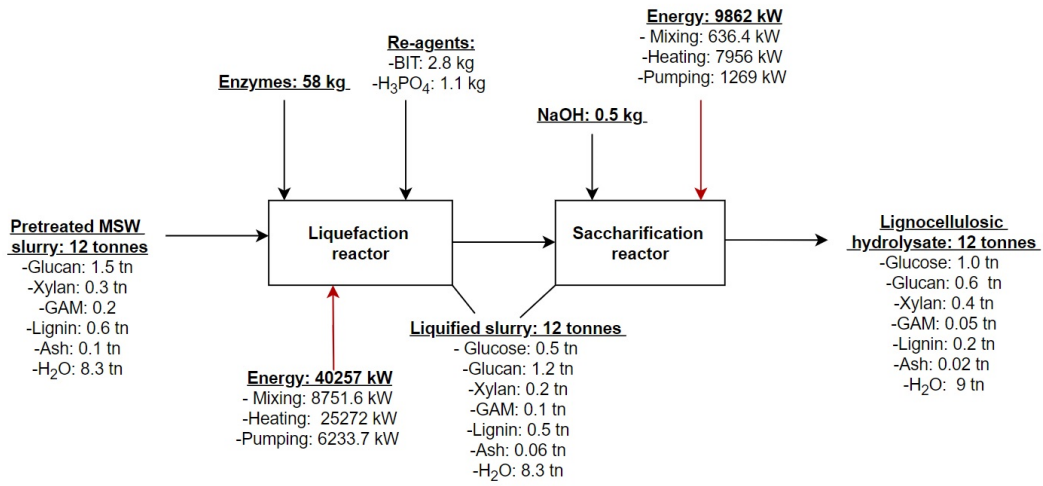 Energy: 9862 kW
- Mixing: 636.4 kW
-Heating: 7956 kW
-Pumping: 1269 kW
Re-agents:
-BIT: 2.8 kg
-H₃PO₄: 1.1 kg
Enzymes: 58 kg
NaOH: 0.5 kg
Pretreated MSW
slurry: 12 tonnes
-Glucan: 1.5 tn
-Xylan: 0.3 tn
-GAM: 0.2
-Lignin: 0.6 tn
-Ash: 0.1 tn
-H₂O: 8.3 tn
Liquefaction
reactor
Saccharification
reactor
Lignocellulosic
hydrolysate: 12 tonnes
-Glucose: 1.0 tn
-Glucan: 0.6 tn
-Xylan: 0.4 tn
-GAM: 0.05 tn
-Lignin: 0.2 tn
-Ash: 0.02 tn
-H₂O: 9 tn
Energy: 40257 kW
- Mixing: 8751.6 kW
-Heating: 25272 kW
-Pumping: 6233.7 kW
Liquified slurry: 12 tonnes
- Glucose: 0.5 tn
-Glucan: 1.2 tn
-Xylan: 0.2 tn
-GAM: 0.1 tn
-Lignin: 0.5 tn
-Ash: 0.06 tn
-H₂O: 8.3 tn